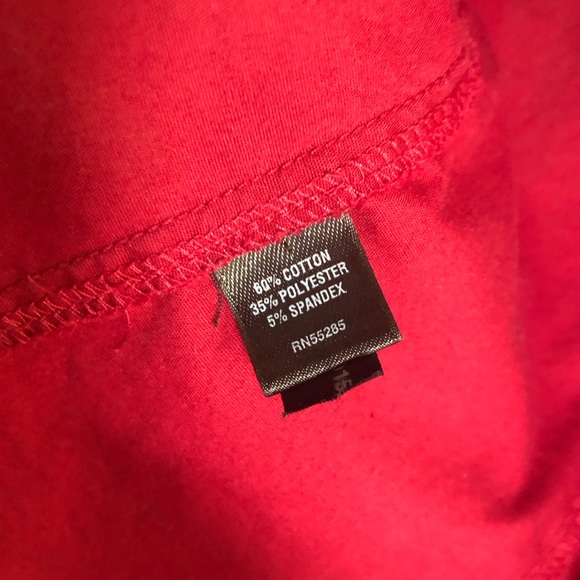 60% COTTON
35% POLYESTER
5% SPANDEX
RN55285